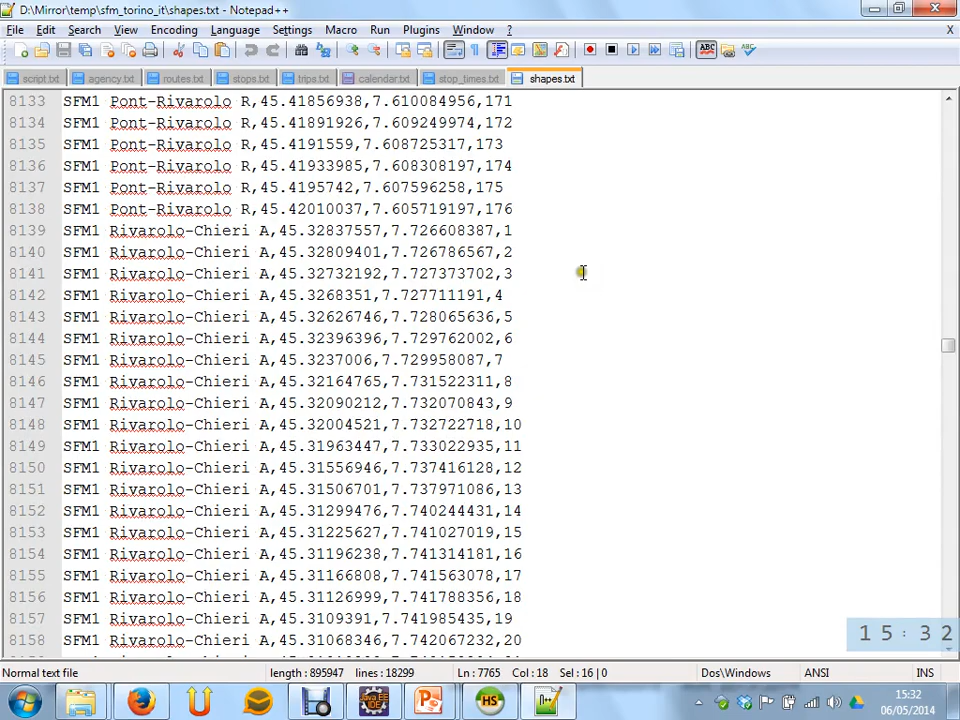 D:\Mirror\temp\sfm_torino_it\shapes.txt - Notepad++
File Edit Search View Encoding Language Settings Macro Run Plugins Window ? X
script.txt agency.txt routes.txt stops.txt trips.txt calendar.txt stop_times.txt shapes.txt
8133 SFM1 Pont-Rivarolo R,45.41856938,7.610084956,171
8134 SFM1 Pont-Rivarolo R,45.41891926,7.609249974,172
8135 SFM1 Pont-Rivarolo R,45.4191559,7.608725317,173
8136 SFM1 Pont-Rivarolo R,45.41933985,7.608308197,174
8137 SFM1 Pont-Rivarolo R,45.4195742,7.607596258,175
8138 SFM1 Pont-Rivarolo R,45.42010037,7.605719197,176
8139 SFM1 Rivarolo-Chieri A,45.32837557,7.726608387,1
8140 SFM1 Rivarolo-Chieri A,45.32809401,7.726786567,2
8141 SFM1 Rivarolo-Chieri A,45.32732192,7.727373702,3
8142 SFM1 Rivarolo-Chieri A,45.3268351,7.727711191,4
8143 SFM1 Rivarolo-Chieri A,45.32626746,7.728065636,5
8144 SFM1 Rivarolo-Chieri A,45.32396396,7.729762002,6
8145 SFM1 Rivarolo-Chieri A,45.3237006,7.729958087,7
8146 SFM1 Rivarolo-Chieri A,45.32164765,7.731522311,8
8147 SFM1 Rivarolo-Chieri A,45.32090212,7.732070843,9
8148 SFM1 Rivarolo-Chieri A,45.32004521,7.732722718,10
8149 SFM1 Rivarolo-Chieri A,45.31963447,7.733022935,11
8150 SFM1 Rivarolo-Chieri A,45.31556946,7.737416128,12
8151 SFM1 Rivarolo-Chieri A,45.31506701,7.737971086,13
8152 SFM1 Rivarolo-Chieri A,45.31299476,7.740244431,14
8153 SFM1 Rivarolo-Chieri A,45.31225627,7.741027019,15
8154 SFM1 Rivarolo-Chieri A,45.31196238,7.741314181,16
8155 SFM1 Rivarolo-Chieri A,45.31166808,7.741563078,17
8156 SFM1 Rivarolo-Chieri A,45.31126999,7.741788356,18
8157 SFM1 Rivarolo-Chieri A,45.3109391,7.741985435,19
8158 SFM1 Rivarolo-Chieri A,45.31068346,7.742067232,20
15:32
Normal text file length : 895947 lines : 18299 Ln : 7765 Col : 18 Sel : 16 | 0 Dos\Windows ANSI INS
15:32
06/05/2014